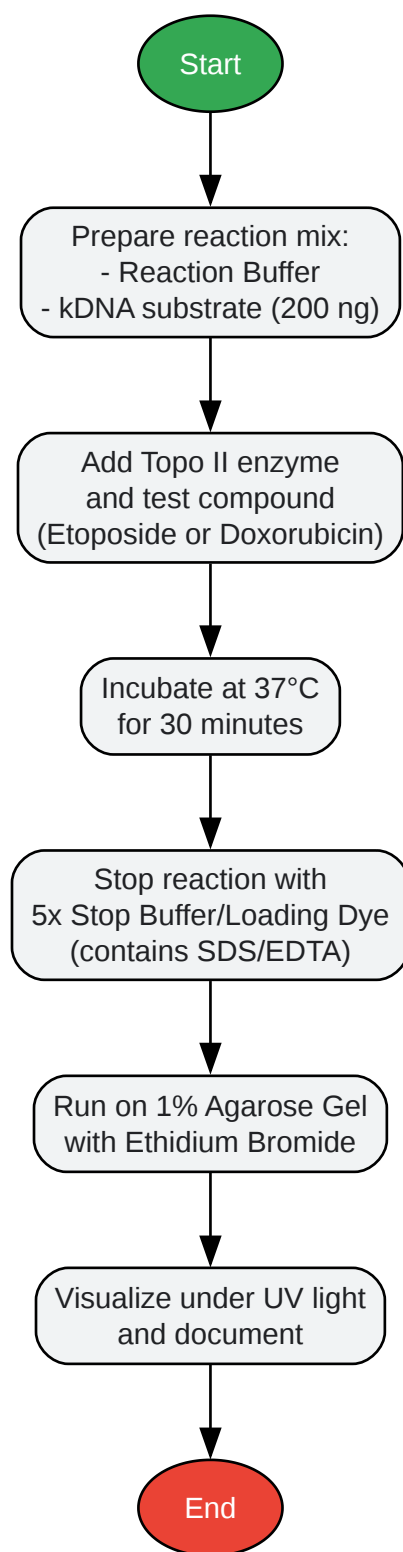 Start
Prepare reaction mix:
- Reaction Buffer
- kDNA substrate (200 ng)
Add Topo II enzyme
and test compound
(Etoposide or Doxorubicin)
Incubate at 37°C
for 30 minutes
Stop reaction with
5x Stop Buffer/Loading Dye
(contains SDS/EDTA)
Run on 1% Agarose Gel
with Ethidium Bromide
Visualize under UV light
and document
End